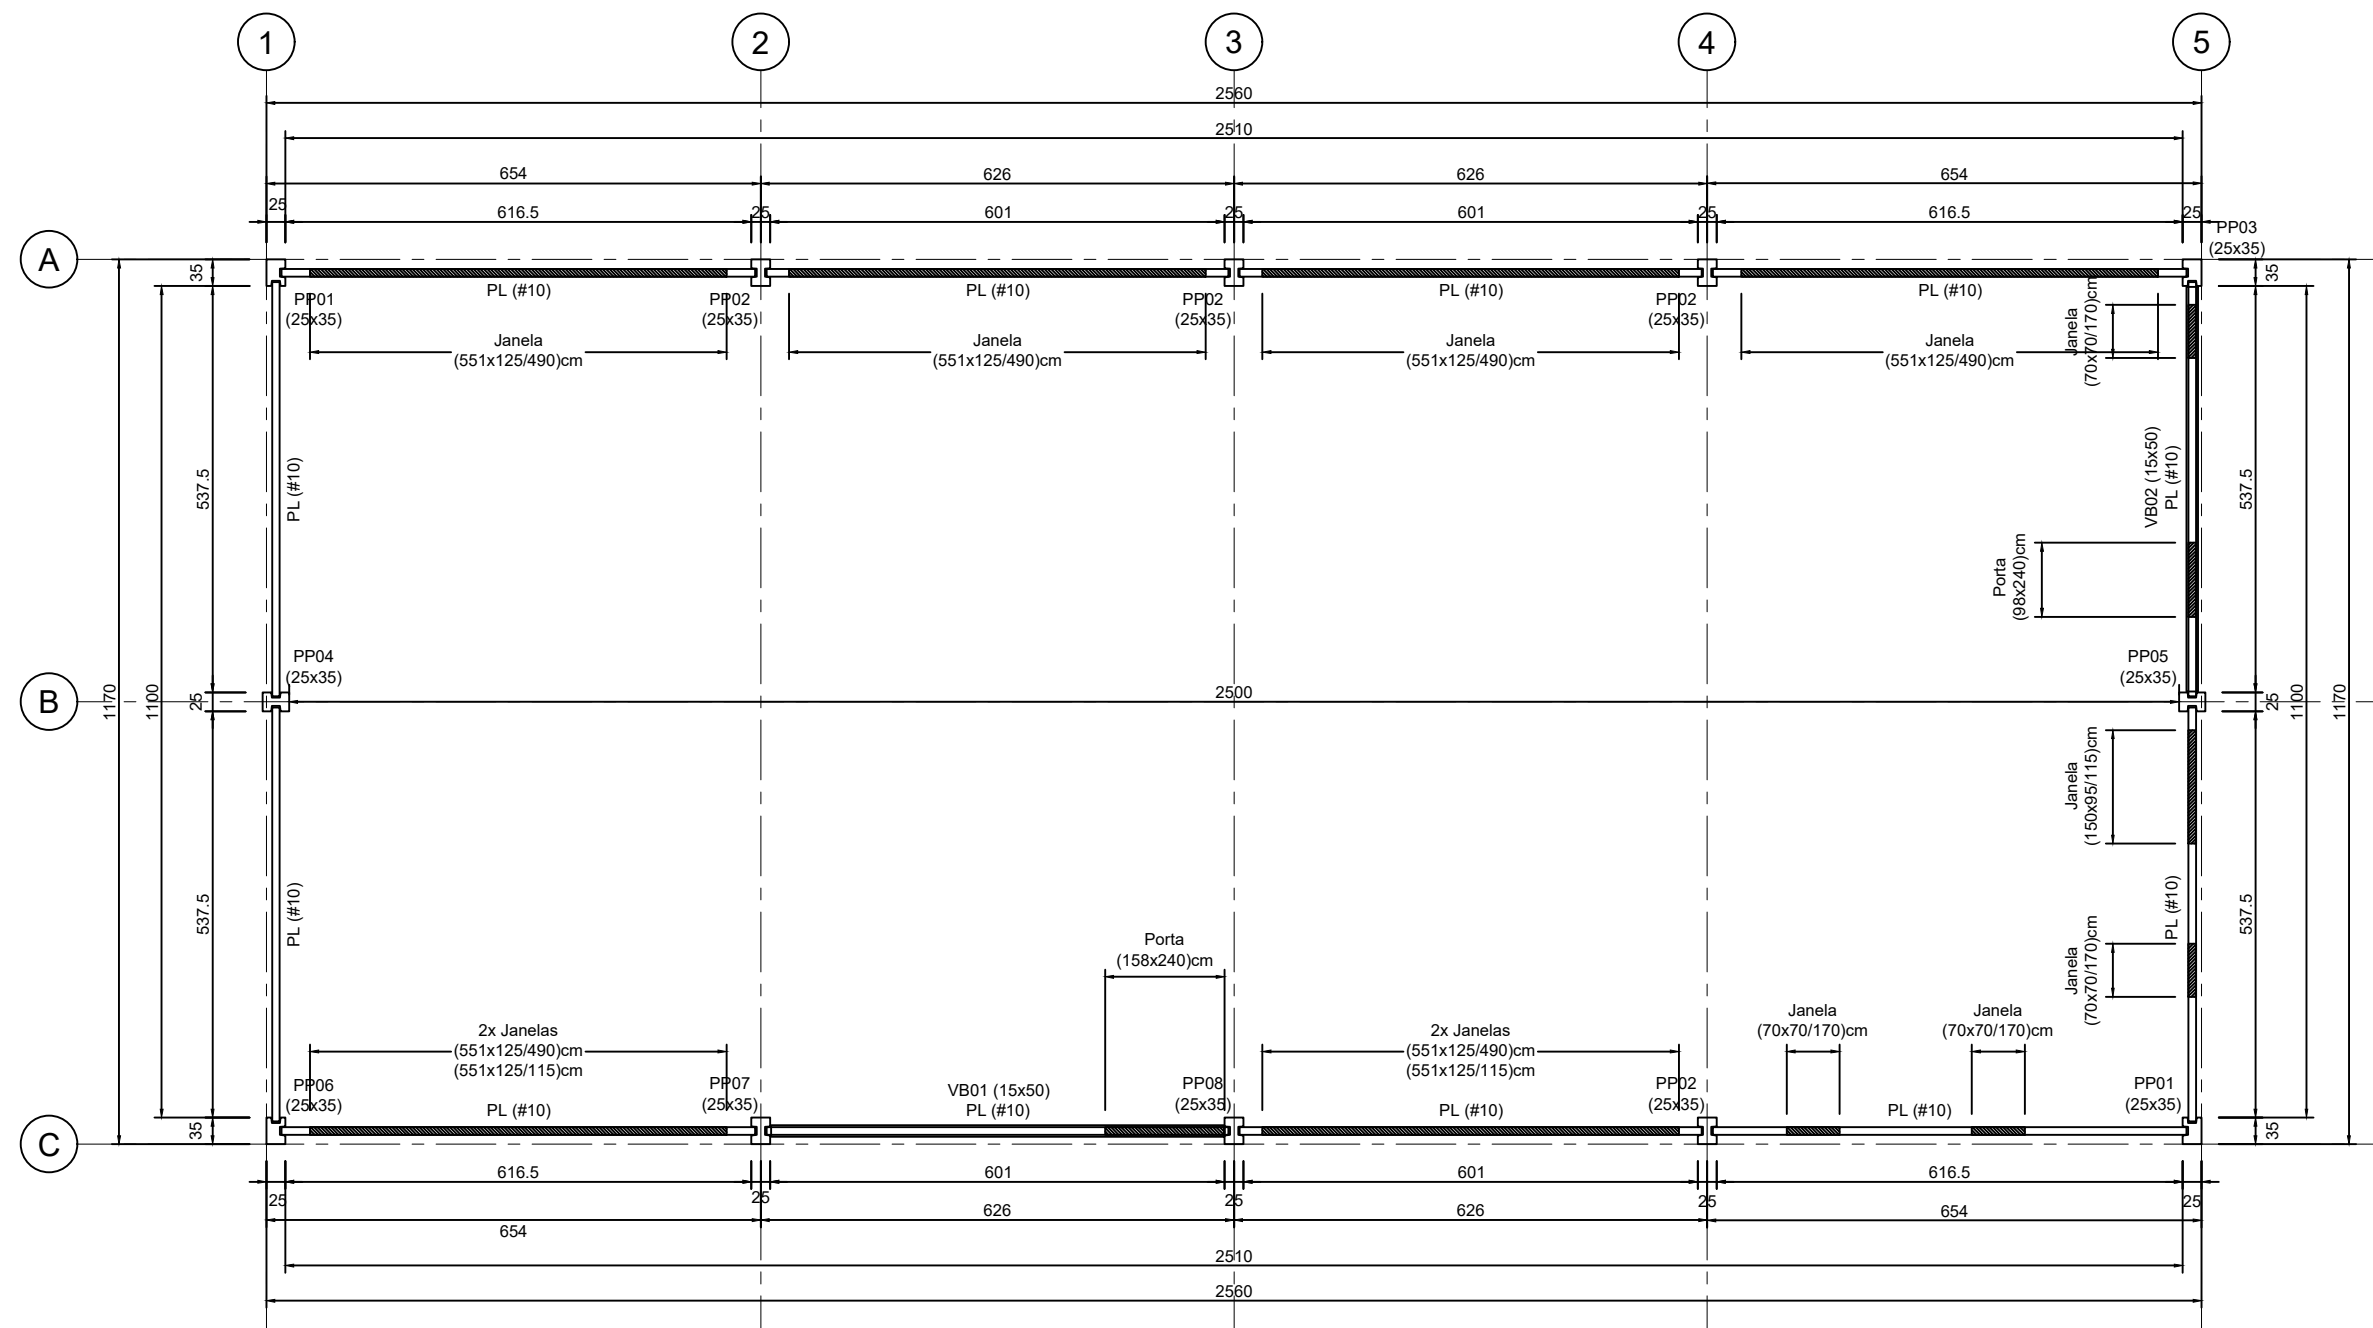 1
2
3
4
5
2560
2510
654
626
626
654
25
616.5
25
601
25
601
25
616.5
25
PP03
(25x35)
A
35
35
PL (#10)
PL (#10)
PL (#10)
PL (#10)
PP01
(25x35)
PP02
(25x35)
PP02
(25x35)
PP02
(25x35)
Janela
(551x125/490)cm
Janela
(551x125/490)cm
Janela
(551x125/490)cm
Janela
(551x125/490)cm
Janela
(70x70/170)cm
537.5
PL (#10)
VB02 (15x50)
PL (#10)
537.5
Porta
(98x240)cm
PP04
(25x35)
PP05
(25x35)
B
1170
1100
25
2500
25
1100
1170
Janela
(150x95/115)cm
537.5
PL (#10)
PL (#10)
537.5
Janela
(70x70/170)cm
Porta
(158x240)cm
2x Janelas
(551x125/490)cm
(551x125/115)cm
2x Janelas
(551x125/490)cm
(551x125/115)cm
Janela
(70x70/170)cm
Janela
(70x70/170)cm
PP06
(25x35)
PL (#10)
PP07
(25x35)
VB01 (15x50)
PL (#10)
PP08
(25x35)
PL (#10)
PP02
(25x35)
PL (#10)
PP01
(25x35)
C
35
35
616.5
601
601
616.5
25
25
25
25
25
654
626
626
654
2510
2560